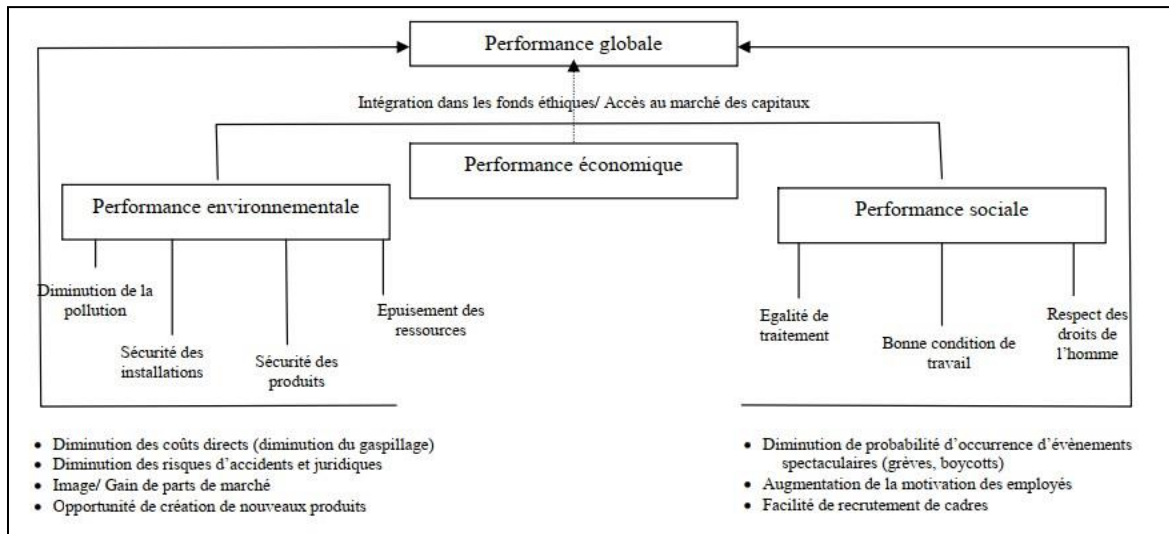 Performance globale
Intégration dans les fonds éthiques/ Accès au marché des capitaux
Performance économique
Performance environnementale
Performance sociale
Diminution de la
pollution
Sécurité des
installations
Sécurité des
produits
Epuisement des
ressources
Egalité de
traitement
Bonne condition de
travail
Respect des
droits de
l'homme
• Diminution des coûts directs (diminution du gaspillage)
• Diminution des risques d'accidents et juridiques
• Image/ Gain de parts de marché
• Opportunité de création de nouveaux produits
• Diminution de probabilité d'occurrence d'évènements
spectaculaires (grèves, boycotts)
• Augmentation de la motivation des employés
• Facilité de recrutement de cadres